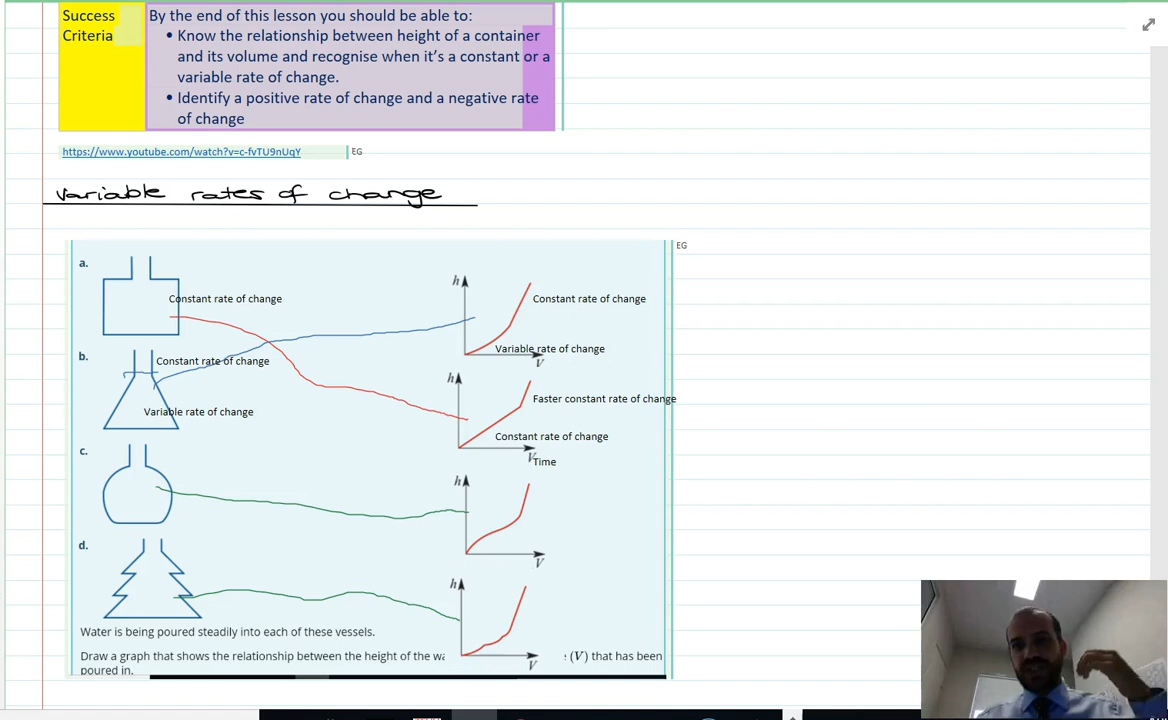 Success
Criteria
By the end of this lesson you should be able to:
• Know the relationship between height of a container
and its volume and recognise when it's a constant or a
variable rate of change.
• Identify a positive rate of change and a negative rate
of change
https://www.youtube.com/watch?v=c-fvTU9nUqY
EG
Variable rates of change
EG
a.
Constant rate of change
h
Constant rate of change
Variable rate of change
V
b.
Constant rate of change
Variable rate of change
h
Faster constant rate of change
Constant rate of change
V
Time
c.
h
V
d.
h
V
Water is being poured steadily into each of these vessels.
Draw a graph that shows the relationship between the height of the
(V) that has been
poured in.